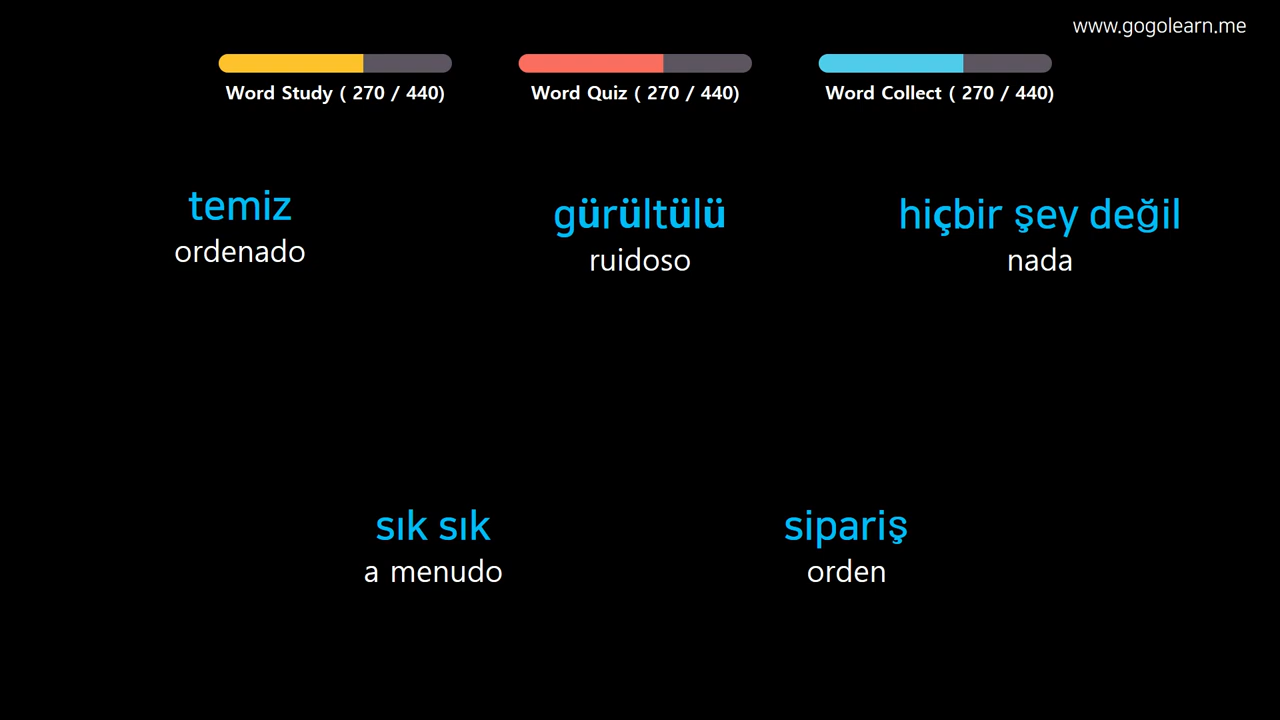 www.gogolearn.me
Word Study ( 270 / 440)
Word Quiz ( 270 / 440)
Word Collect ( 270 / 440)
temiz
ordenado
gürültülü
ruidoso
hiçbir şey değil
nada
sık sık
a menudo
sipariş
orden